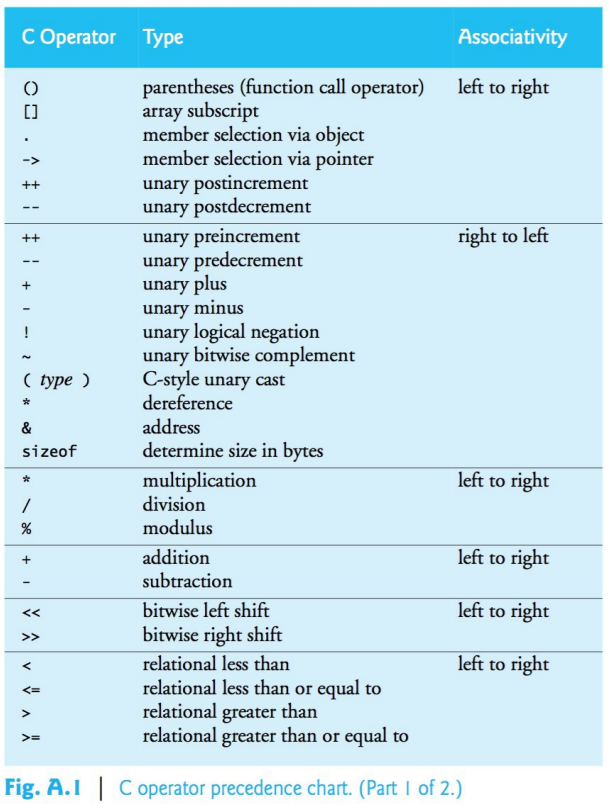 C Operator Type Associativity
() parentheses (function call operator) left to right
[] array subscript
. member selection via object
-> member selection via pointer
++ unary postincrement
-- unary postdecrement
++ unary preincrement right to left
-- unary predecrement
+ unary plus
- unary minus
! unary logical negation
~ unary bitwise complement
( type ) C-style unary cast
* dereference
& address
sizeof determine size in bytes
* multiplication left to right
/ division
% modulus
+ addition left to right
- subtraction
<< bitwise left shift left to right
>> bitwise right shift
< relational less than left to right
<= relational less than or equal to
> relational greater than
>= relational greater than or equal to
Fig. A.1 | C operator precedence chart. (Part 1 of 2.)